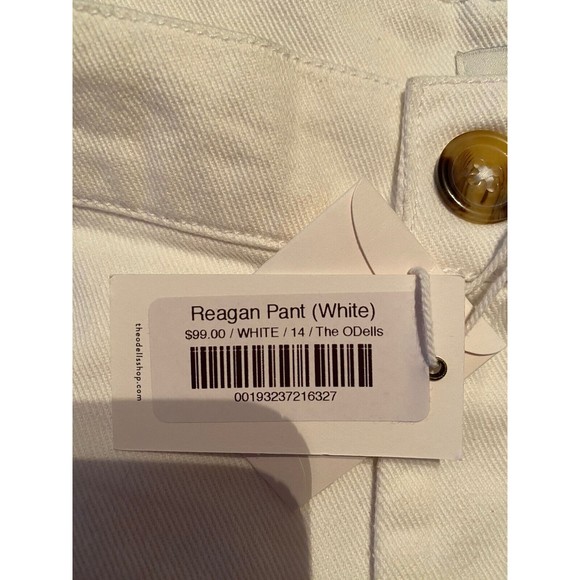 Reagan Pant (White)
$99.00 / WHITE / 14 / The ODells
00193237216327
theodellsshop.com